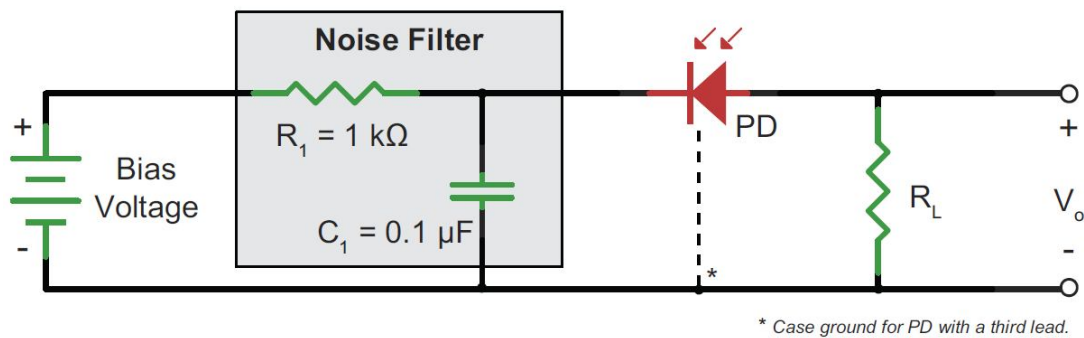 Noise Filter
+
R₁ = 1 kΩ
PD
+
Bias
Voltage
R_L
Vₒ
-
C₁ = 0.1 µF
*
-
* Case ground for PD with a third lead.